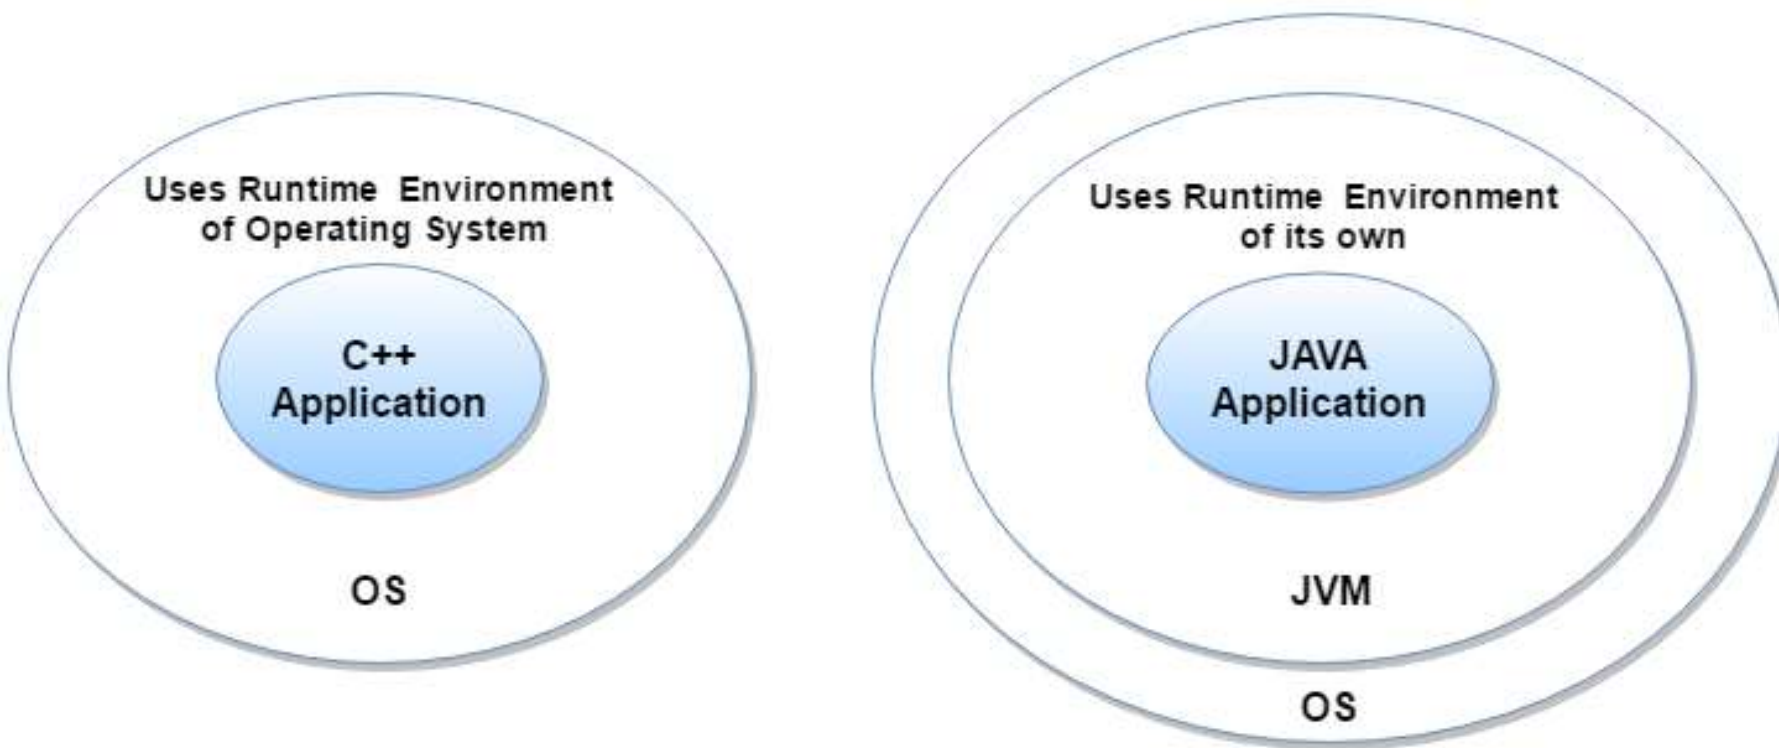 Uses Runtime Environment
of Operating System
C++
Application
OS
Uses Runtime Environment
of its own
JAVA
Application
JVM
OS